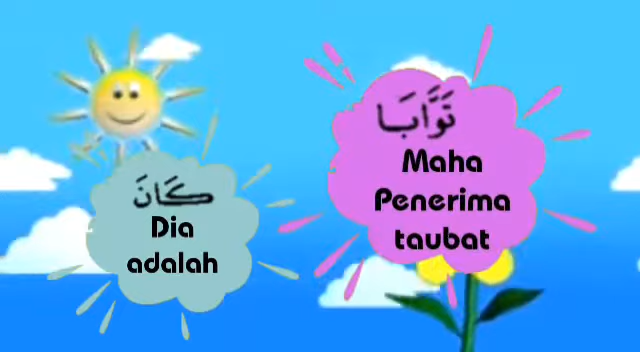 تَوَّابَا
Maha
Penerima
taubat
كَانَ
Dia
adalah